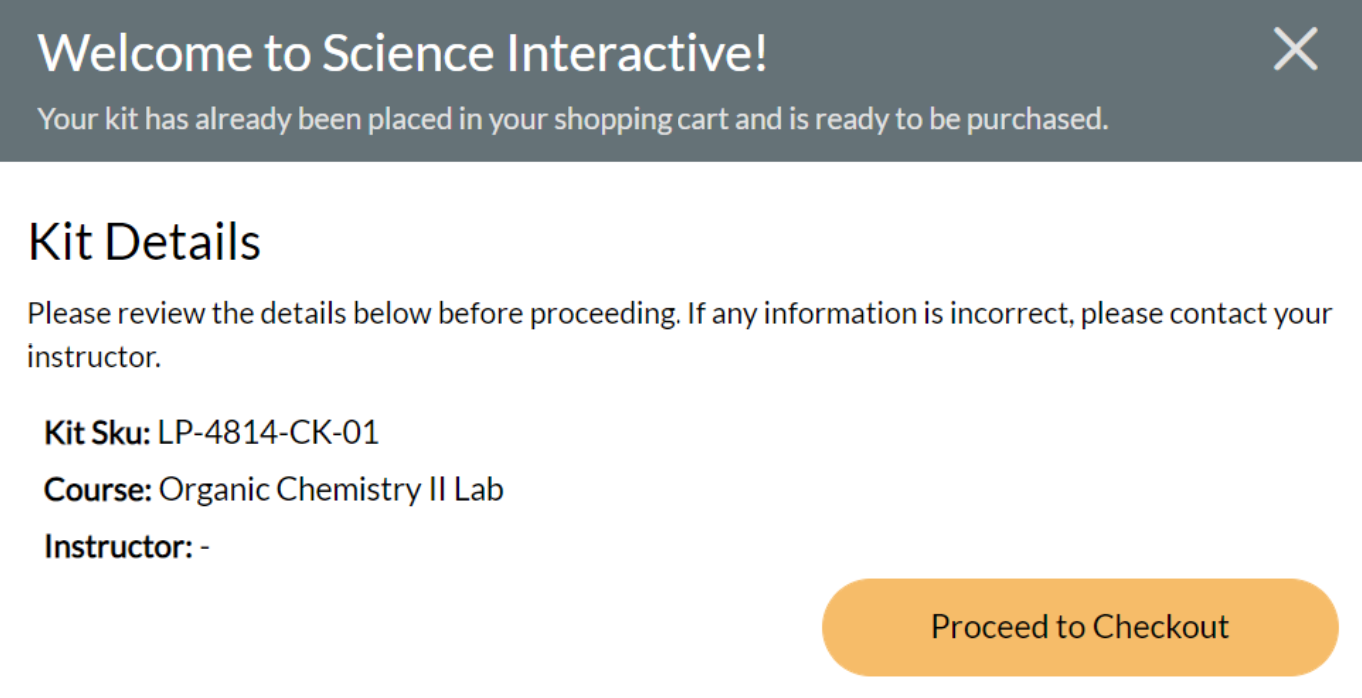 Welcome to Science Interactive!
Your kit has already been placed in your shopping cart and is ready to be purchased.
Kit Details
Please review the details below before proceeding. If any information is incorrect, please contact your
instructor.
Kit Sku: LP-4814-CK-01
Course: Organic Chemistry II Lab
Instructor: -
Proceed to Checkout